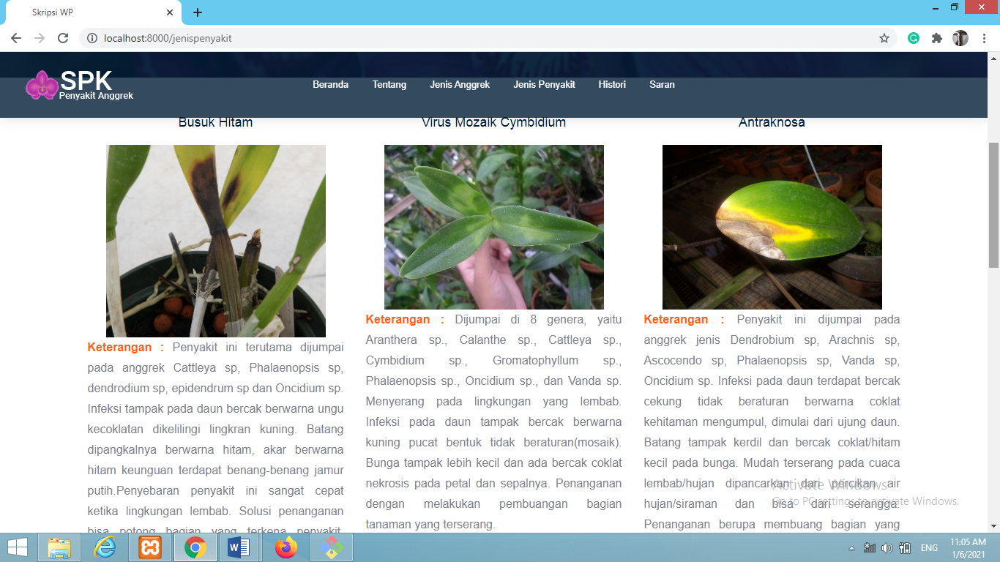 Skripsi WP
localhost:8000/jenispenyakit
SPK
Penyakit Anggrek
Beranda Tentang Jenis Anggrek Jenis Penyakit Histori Saran
Busuk Hitam
Keterangan : Penyakit ini terutama dijumpai
pada anggrek Cattleya sp, Phalaenopsis sp,
dendrodium sp, epidendrum sp dan Oncidium sp.
Infeksi tampak pada daun bercak berwarna ungu
kecoklatan dikelilingi lingkran kuning. Batang
dipangkalnya berwarna hitam, akar berwarna
hitam keunguan terdapat benang-benang jamur
putih.Penyebaran penyakit ini sangat cepat
ketika lingkungan lembab. Solusi penanganan
bisa potong bagian yang terkena penyakit,
Virus Mozaik Cymbidium
Keterangan : Dijumpai di 8 genera, yaitu
Aranthera sp., Calanthe sp., Cattleya sp.,
Cymbidium sp., Gromatophyllum sp.,
Phalaenopsis sp., Oncidium sp., dan Vanda sp.
Menyerang pada lingkungan yang lembab.
Infeksi pada daun tampak bercak berwarna
kuning pucat bentuk tidak beraturan(mosaik).
Bunga tampak lebih kecil dan ada bercak coklat
nekrosis pada petal dan sepalnya. Penanganan
dengan melakukan pembuangan bagian
tanaman yang terserang.
Antraknosa
Keterangan : Penyakit ini dijumpai pada
anggrek jenis Dendrobium sp, Arachnis sp,
Ascocendo sp, Phalaenopsis sp, Vanda sp,
Oncidium sp. Infeksi pada daun terdapat bercak
cekung tidak beraturan berwarna coklat
kehitaman mengumpul, dimulai dari ujung daun.
Batang tampak kerdil dan bercak coklat/hitam
kecil pada bunga. Mudah terserang pada cuaca
lembab/hujan dipancarkan dari percikan air
hujan/siraman dan bisa dari serangga.
Penanganan berupa membuang bagian yang
Activate Windows
Go to PC settings to activate Windows.
ENG
11:05 AM
1/6/2021